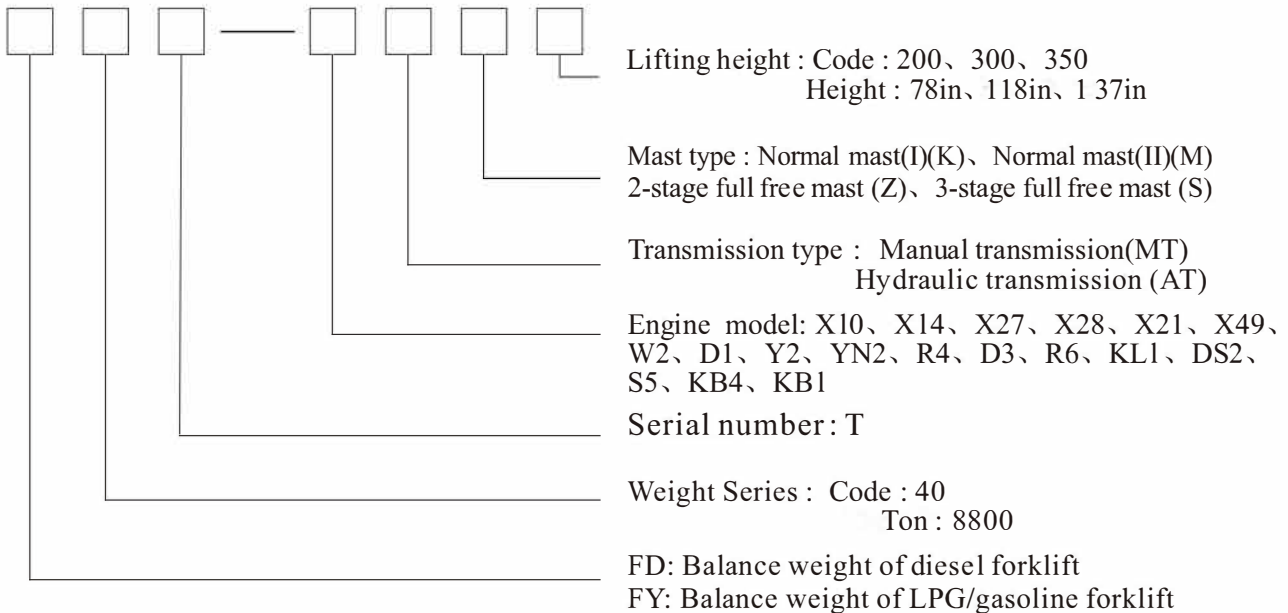 Lifting height : Code : 200、300、350
Height : 78in、118in、1 37in
Mast type : Normal mast(I)(K)、Normal mast(II)(M)
2-stage full free mast (Z)、3-stage full free mast (S)
Transmission type : Manual transmission(MT)
Hydraulic transmission (AT)
Engine model: X10、X14、X27、X28、X21、X49、
W2、D1、Y2、YN2、R4、D3、R6、KL1、DS2、
S5、KB4、KB1
Serial number : T
Weight Series : Code : 40
Ton : 8800
FD: Balance weight of diesel forklift
FY: Balance weight of LPG/gasoline forklift